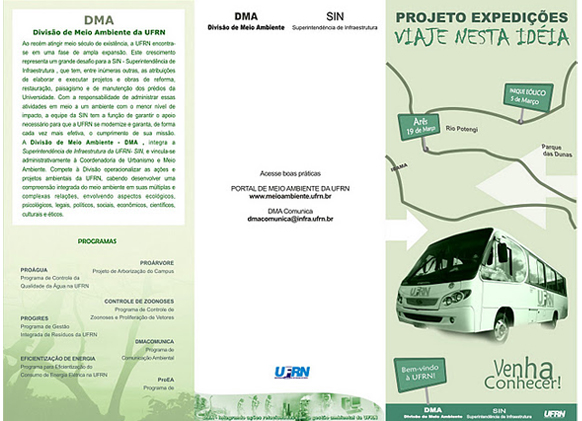 DMA
Divisão de Meio Ambiente da UFRN
Ao recém atingir meio século de existência, a UFRN encontra-
se em uma fase de ampla expansão. Este crescimento
representa um grande desafio para a SIN - Superintendência de
Infraestrutura , que tem, entre inúmeras outras, as atribuições
de elaborar e executar projetos e obras de reforma,
restauração, paisagismo e de manutenção dos prédios da
Universidade. Com a responsabilidade de administrar essas
atividades em meio a um ambiente com o menor nível de
impacto, a equipe da SIN tem a função de garantir o apoio
necessário para que a UFRN se modernize e garanta, de forma
cada vez mais efetiva, o cumprimento de sua missão.
A Divisão de Meio Ambiente - DMA , integra a
Superintendência de Infraestrutura da UFRN- SIN, e vincula-se
administrativamente à Coordenadoria de Urbanismo e Meio
Ambiente. Compete à Divisão operacionalizar as ações e
projetos ambientais da UFRN, cabendo desenvolver uma
compreensão integrada do meio ambiente em suas múltiplas e
complexas relações, envolvendo aspectos ecológicos,
psicológicos, legais, políticos, sociais, econômicos, científicos,
culturais e éticos.
PROGRAMAS
PROÁRVORE
Projeto de Arborização do Campus
PROÁGUA
Programa de Controle da
Qualidade da Água na UFRN
CONTROLE DE ZOONOSES
Programa de Controle de
Zoonoses e Proliferação de Vetores
PROGIRES
Programa de Gestão
Integrada de Resíduos da UFRN
DMACOMUNICA
Programa de
Comunicação Ambiental
EFICIENTIZAÇÃO DE ENERGIA
Programa para Eficientização do
Consumo de Energia Elétrica na UFRN
ProEA
Programa de
DMA
Divisão de Meio Ambiente
SIN
Superintendência de Infraestrutura
Acesse boas práticas
PORTAL DE MEIO AMBIENTE DA UFRN
www.meioambiente.ufrn.br
DMA Comunica
dmacomunica@infra.ufrn.br
UFRN
integrando ações
gestão ambiental da UFRN
PROJETO EXPEDIÇÕES
VIAJE NESTA IDÉIA
PARQUE EÓLICO
5 de Março
Arês
19 de Março
Rio Potengi
Parque
das Dunas
UFRN
Bem-vindo
à UFRN!
Venha
Conhecer!
DMA
Divisão de Meio Ambiente
SIN
Superintendência de Infraestrutura
UFRN